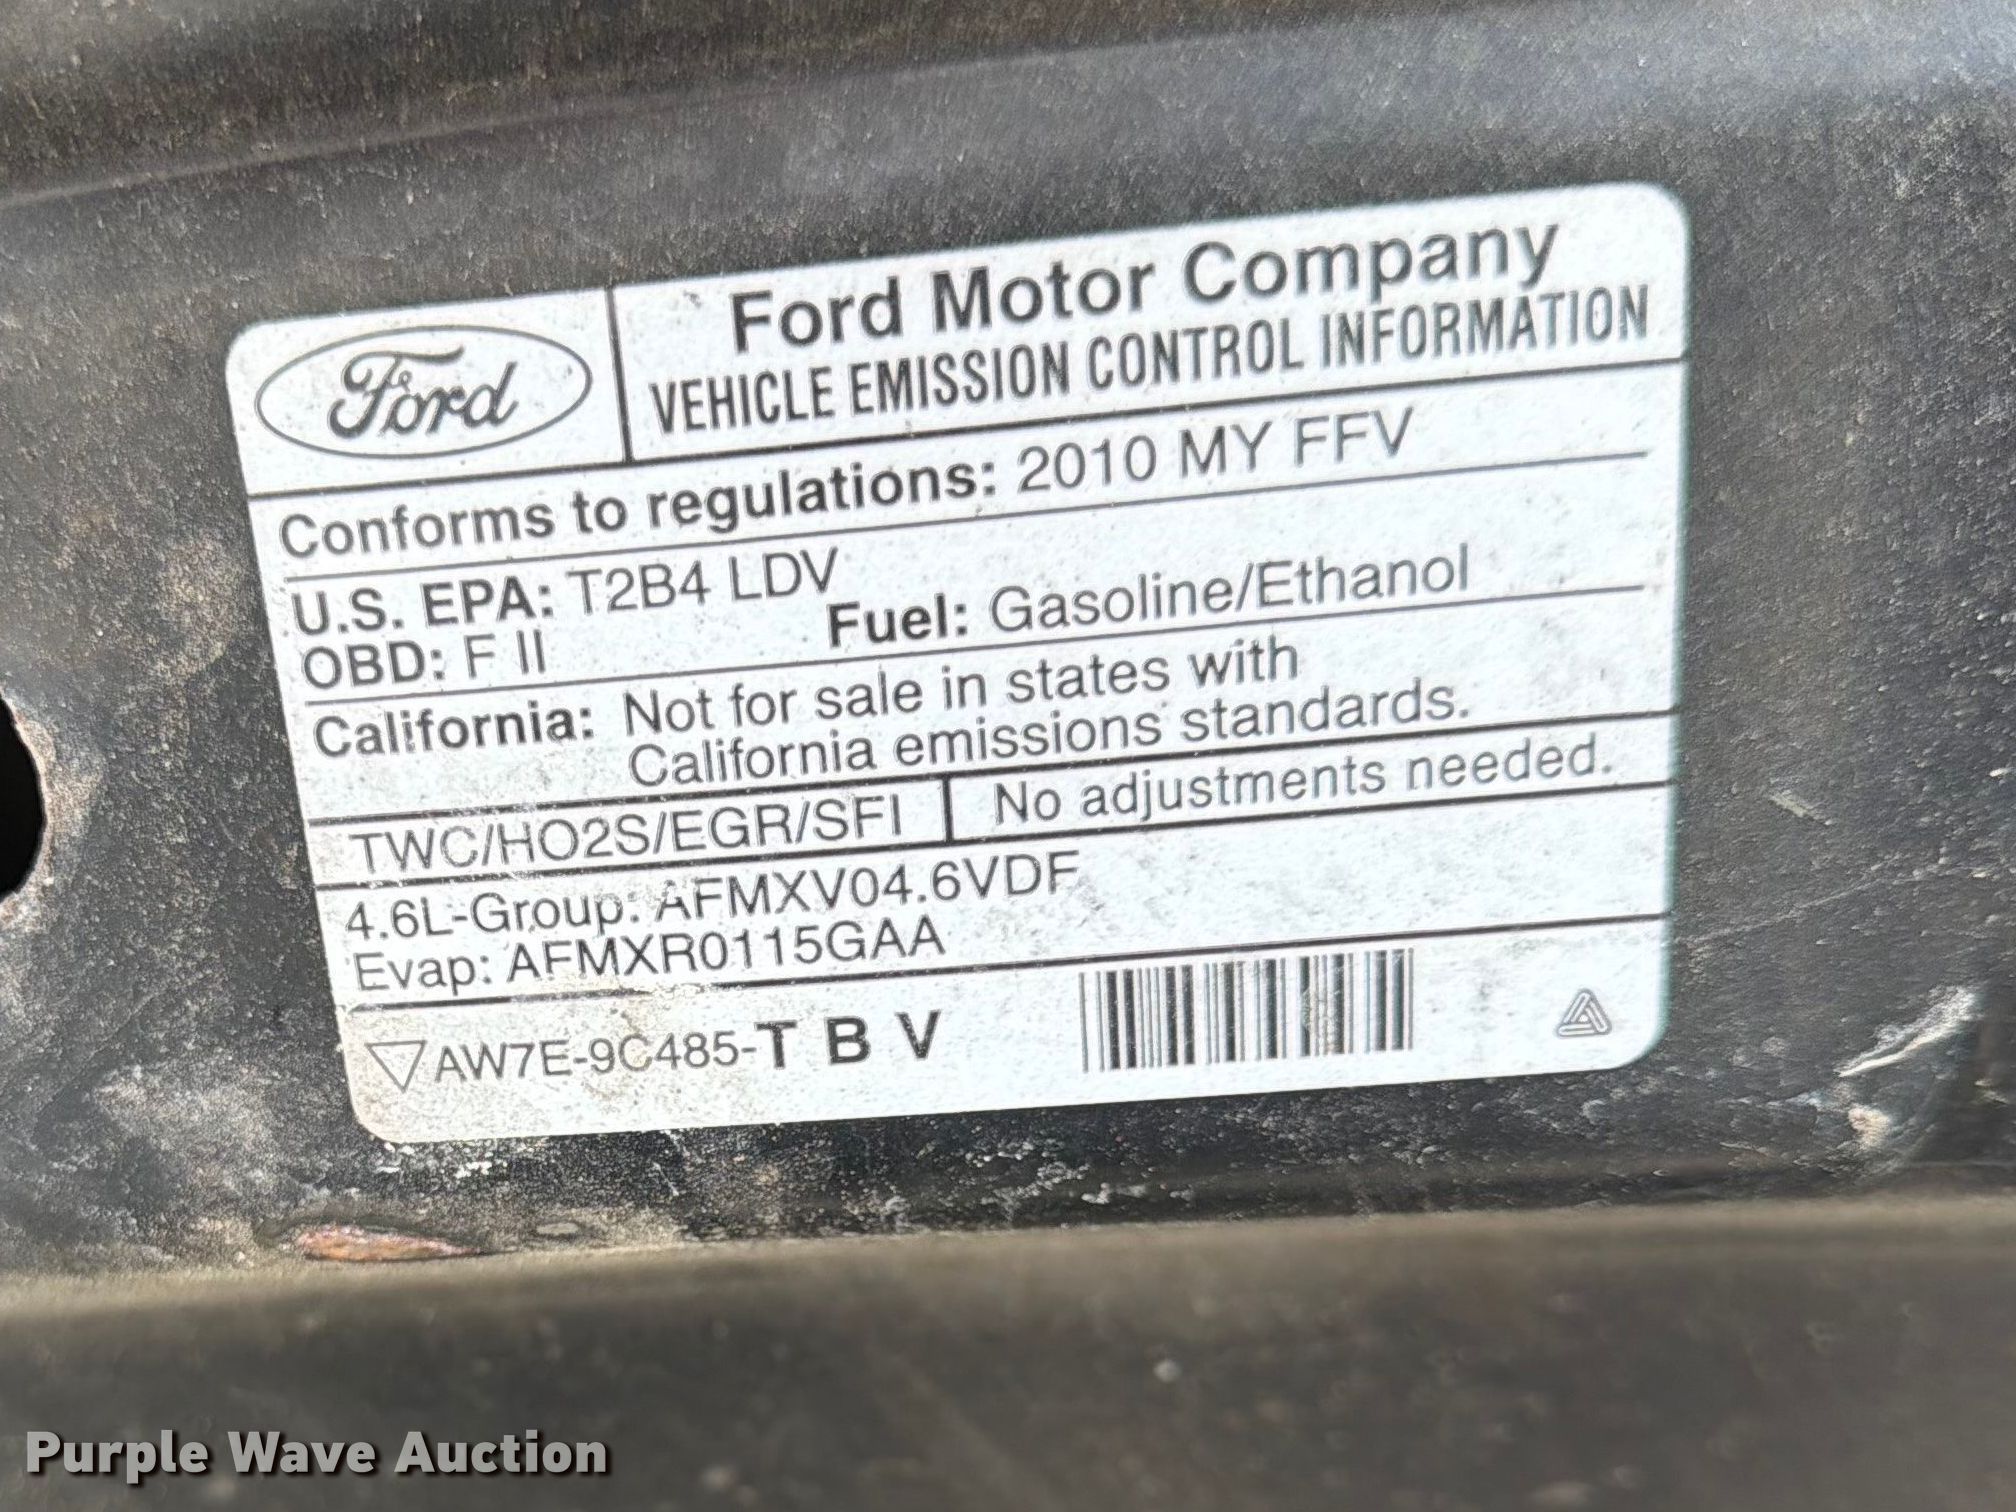 Ford
Ford Motor Company
VEHICLE EMISSION CONTROL INFORMATION
Conforms to regulations: 2010 MY FFV
U.S. EPA: T2B4 LDV
OBD: F II
Fuel: Gasoline/Ethanol
California: Not for sale in states with
California emissions standards.
TWC/HO2S/EGR/SFI
No adjustments needed.
4.6L-Group: AFMXV04.6VDF
Evap: AFMXR0115GAA
AW7E-9C485-T B V
Purple Wave Auction